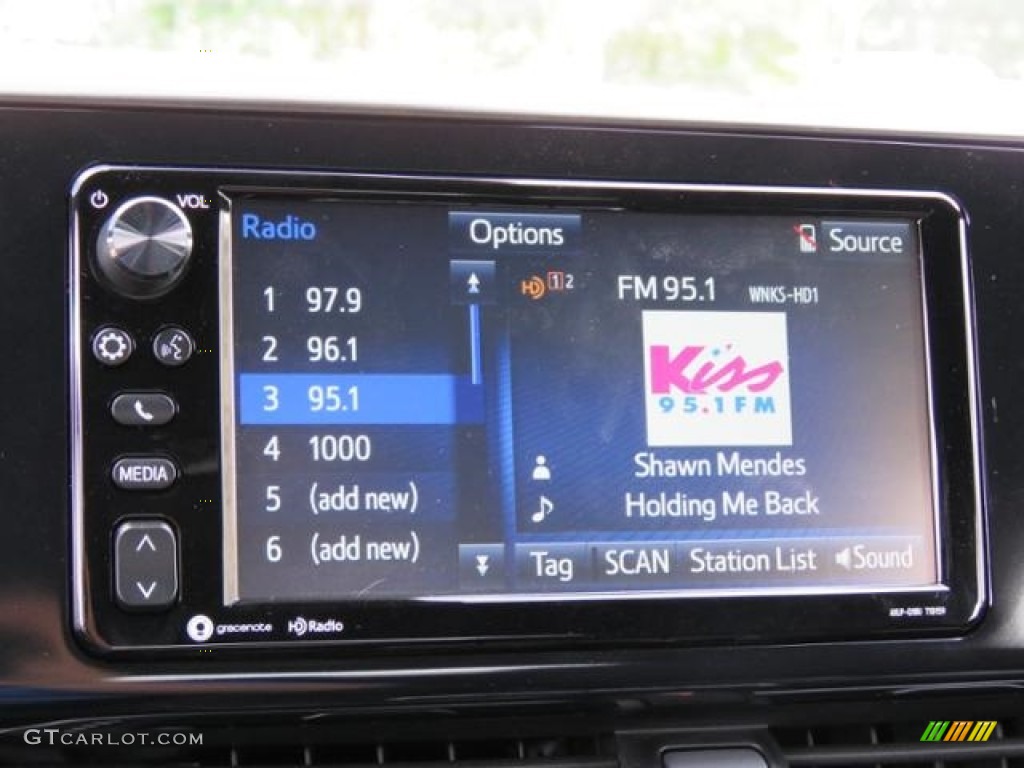 VOL
Radio
Options
Source
1 97.9
2 96.1
3 95.1
4 1000
5 (add new)
6 (add new)
HD 1 2
FM 95.1 WNKS-HD1
Kiss
95.1FM
Shawn Mendes
Holding Me Back
Tag SCAN Station List Sound
MEDIA
gracenote HD Radio
GTCARLOT.COM